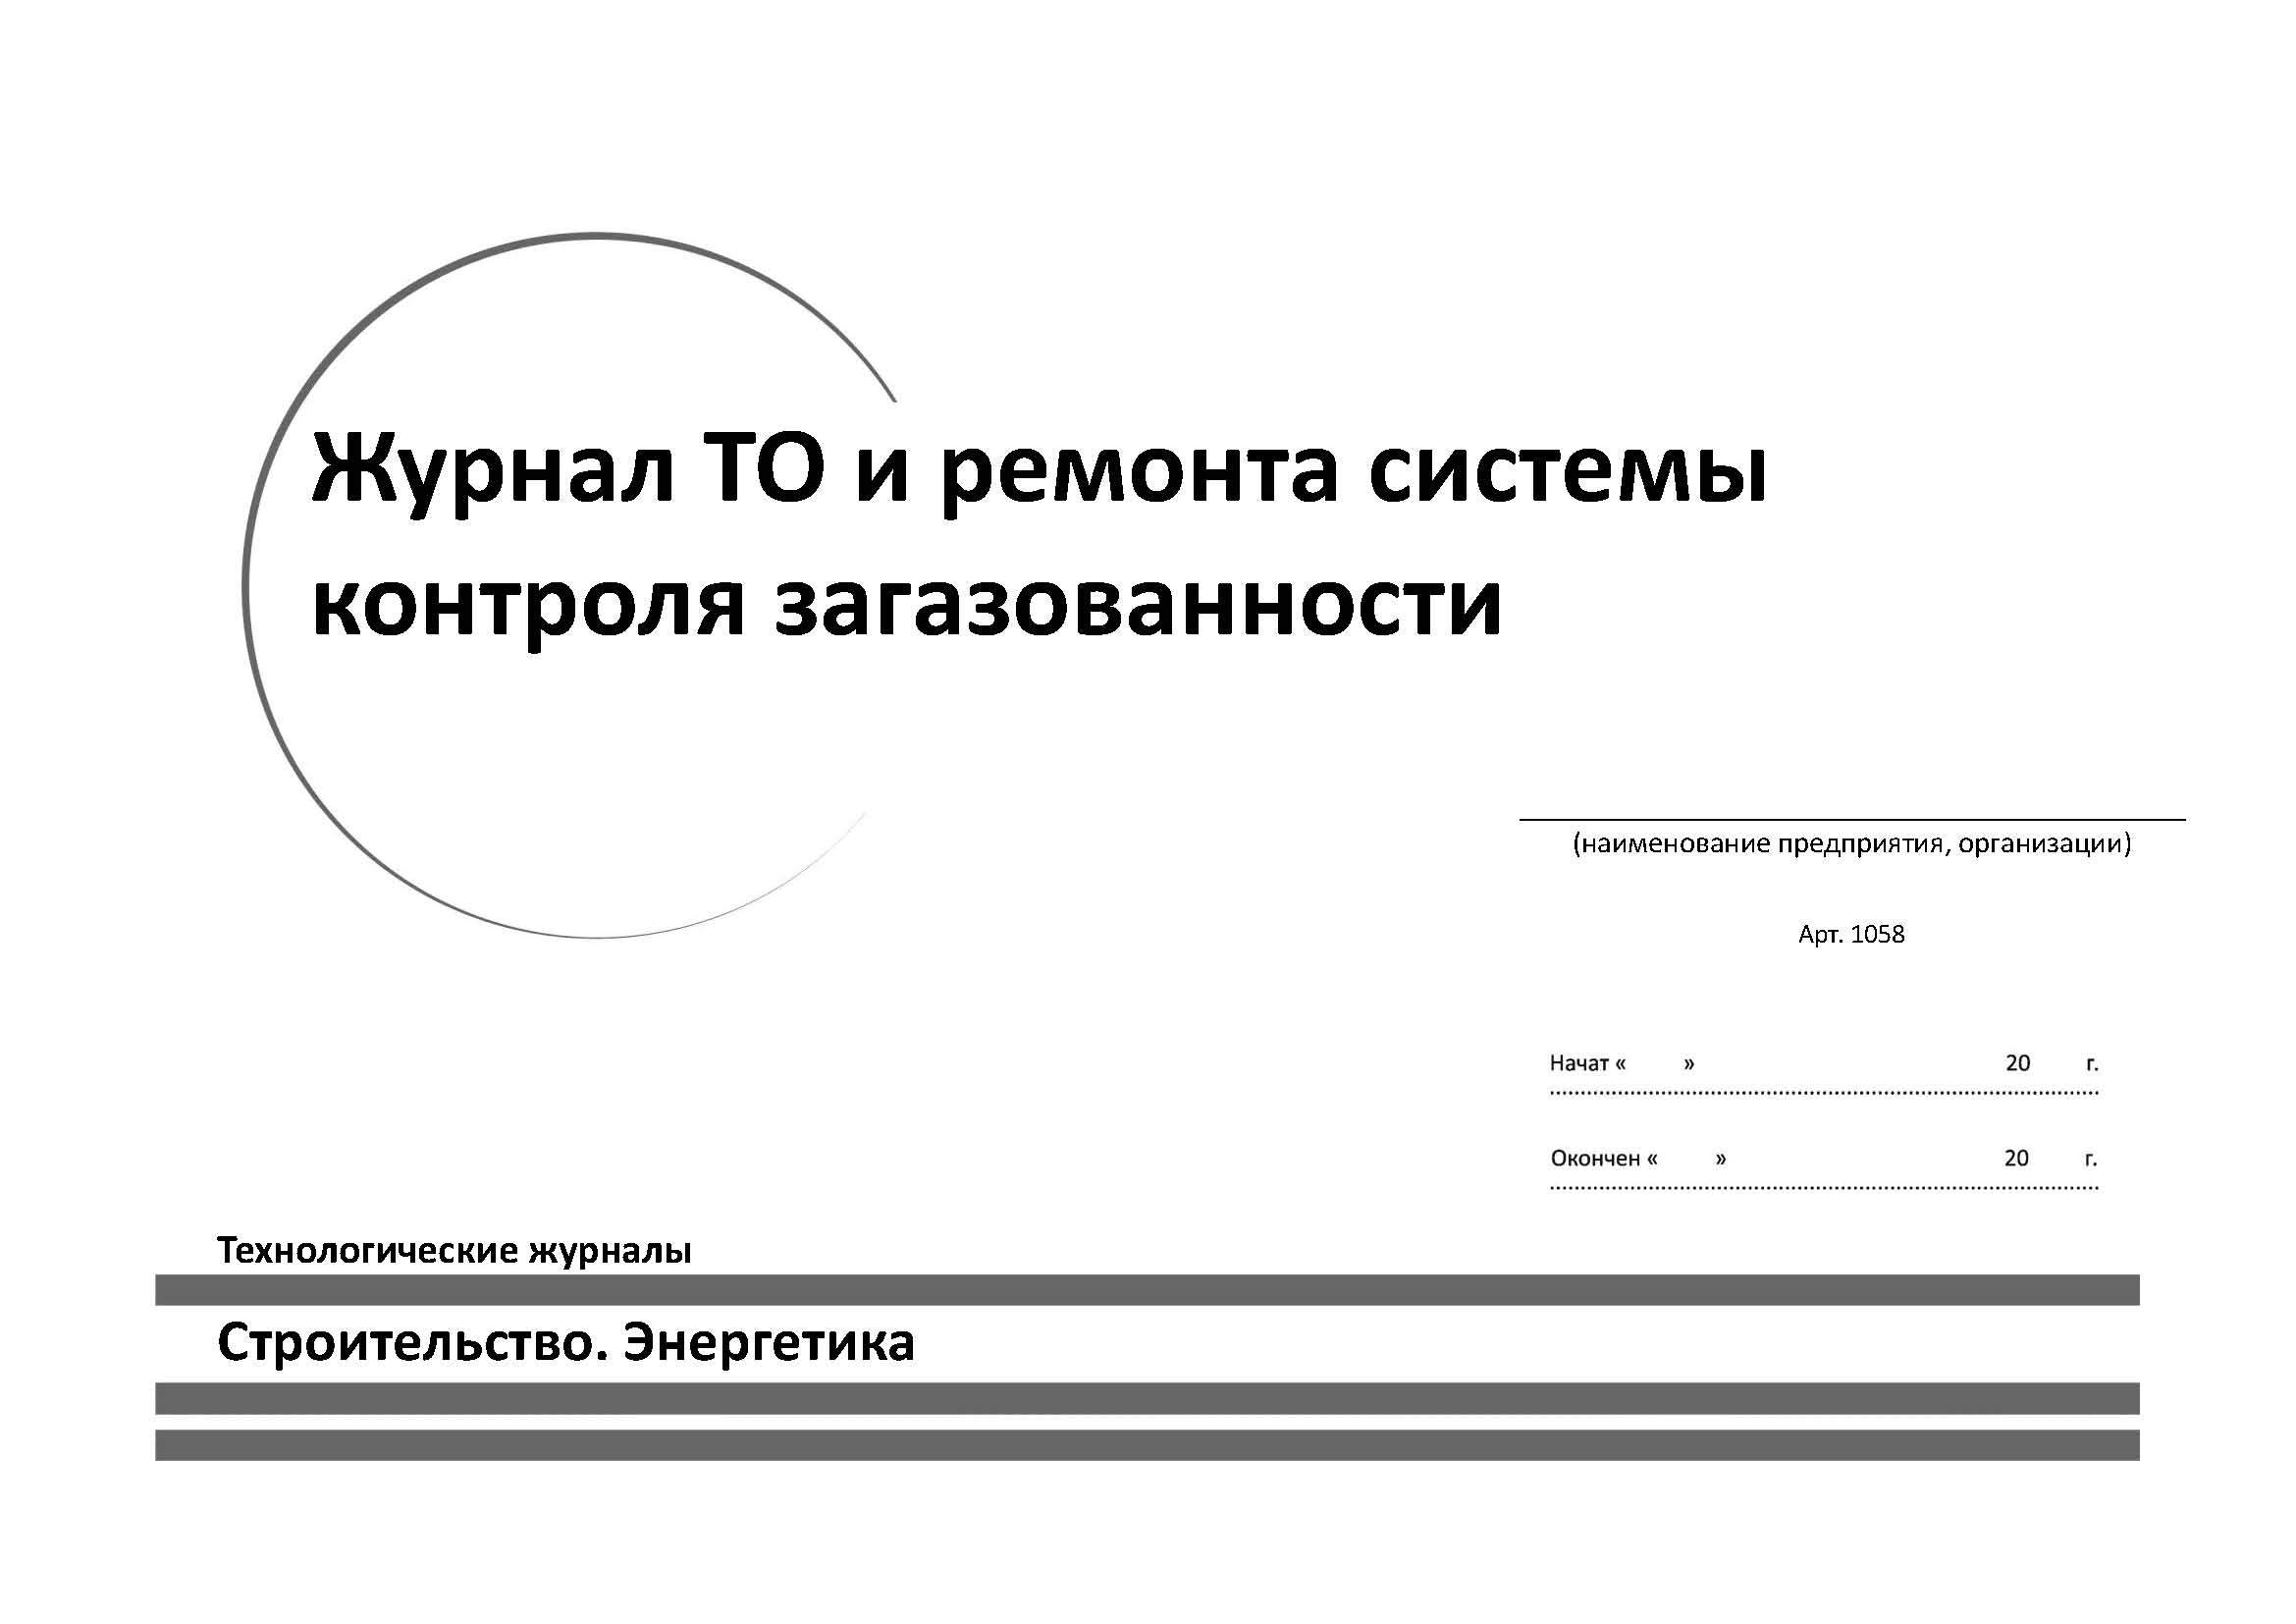 Журнал ТО и ремонта системы
контроля загазованности
(наименование предприятия, организации)
Арт. 1058
Начат « » 20 г.
Окончен « » 20 г.
Технологические журналы
Строительство. Энергетика